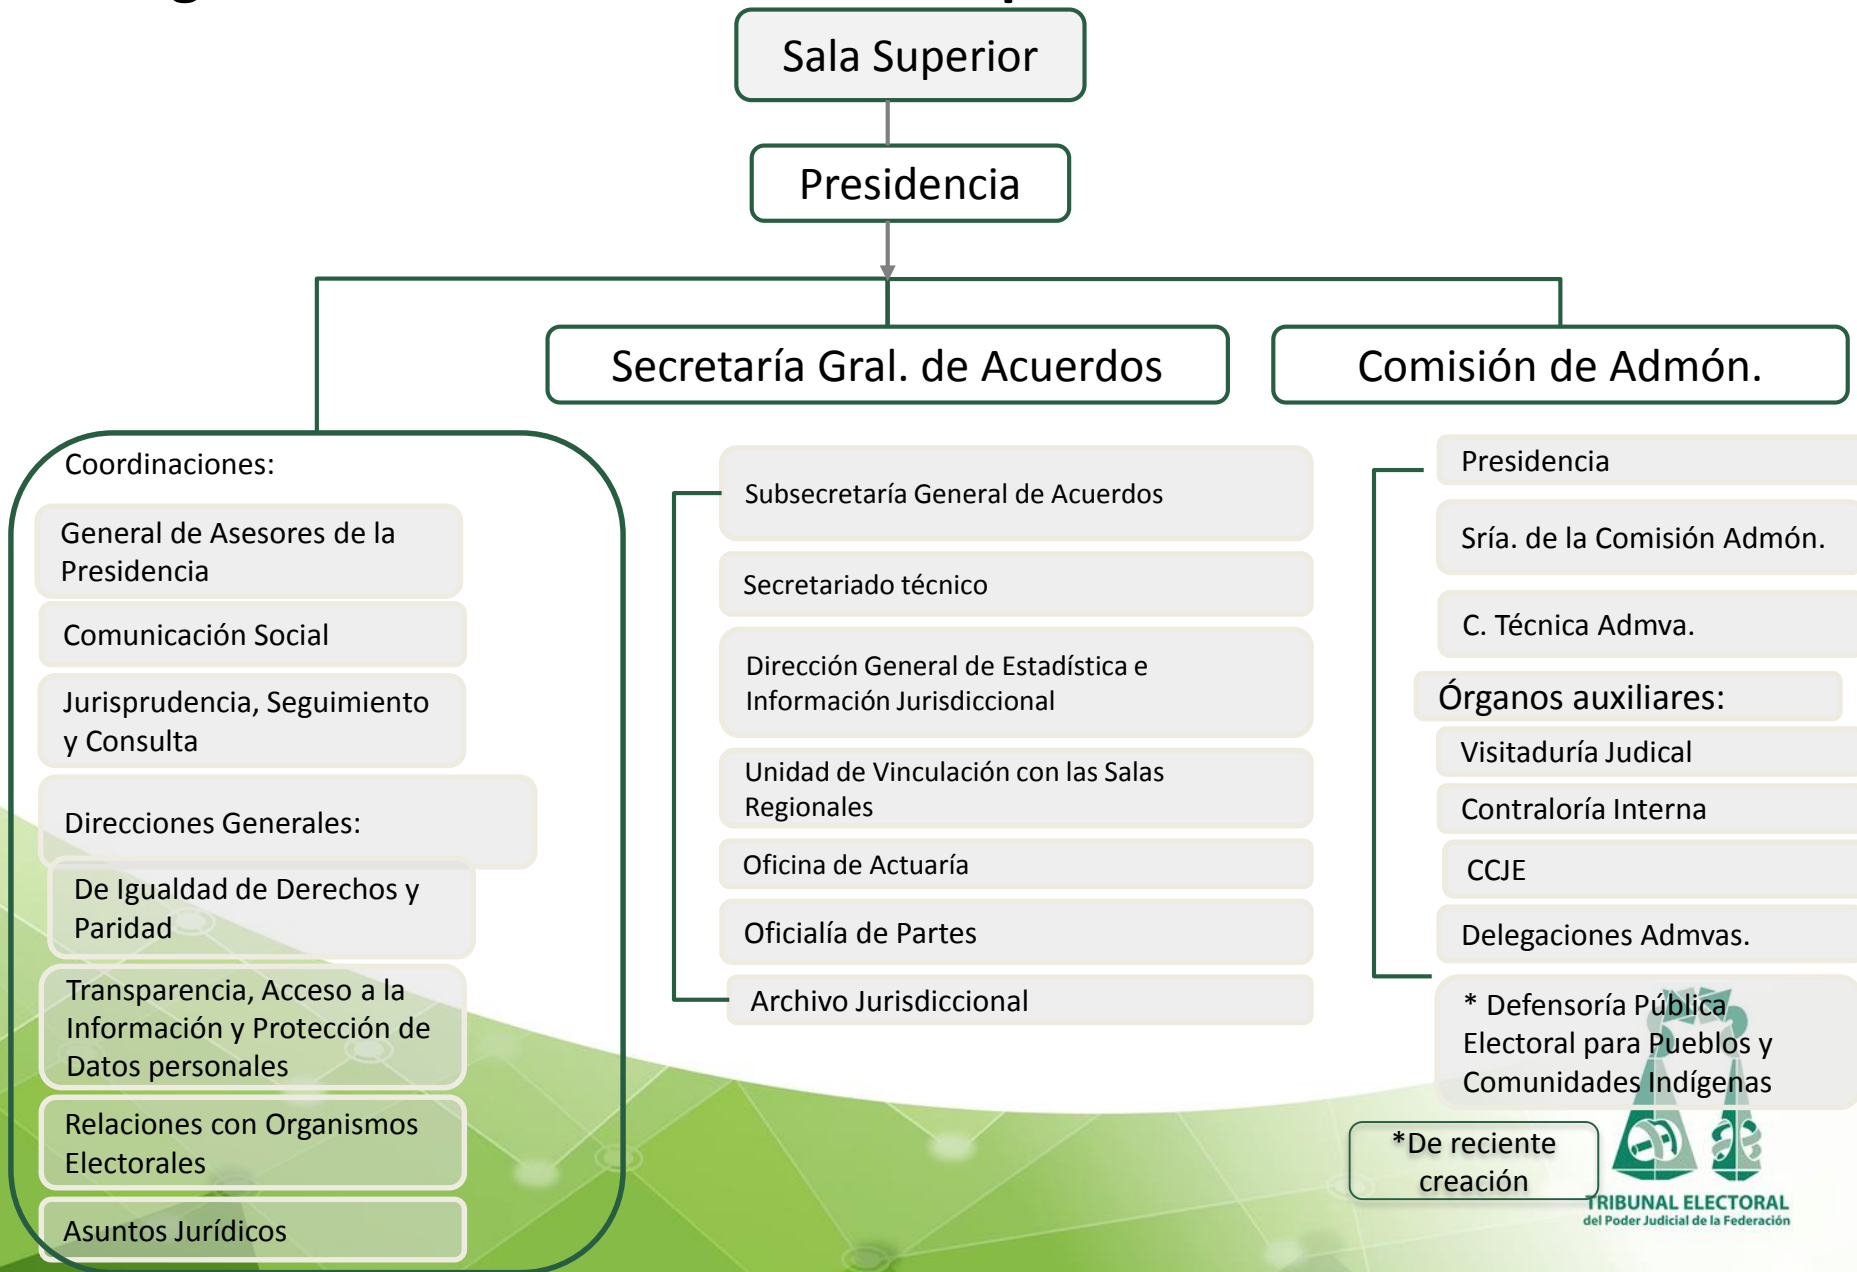 Sala Superior
Presidencia
Secretaría Gral. de Acuerdos
Comisión de Admón.
Coordinaciones:
General de Asesores de la
Presidencia
Comunicación Social
Jurisprudencia, Seguimiento
y Consulta
Direcciones Generales:
De Igualdad de Derechos y
Paridad
Transparencia, Acceso a la
Información y Protección de
Datos personales
Relaciones con Organismos
Electorales
Asuntos Jurídicos
Subsecretaría General de Acuerdos
Secretariado técnico
Dirección General de Estadística e
Información Jurisdiccional
Unidad de Vinculación con las Salas
Regionales
Oficina de Actuaría
Oficialía de Partes
Archivo Jurisdiccional
Presidencia
Sría. de la Comisión Admón.
C. Técnica Admva.
Órganos auxiliares:
Visitaduría Judical
Contraloría Interna
CCJE
Delegaciones Admvas.
* Defensoría Pública
Electoral para Pueblos y
Comunidades Indígenas
*De reciente
creación
TRIBUNAL ELECTORAL
del Poder Judicial de la Federación